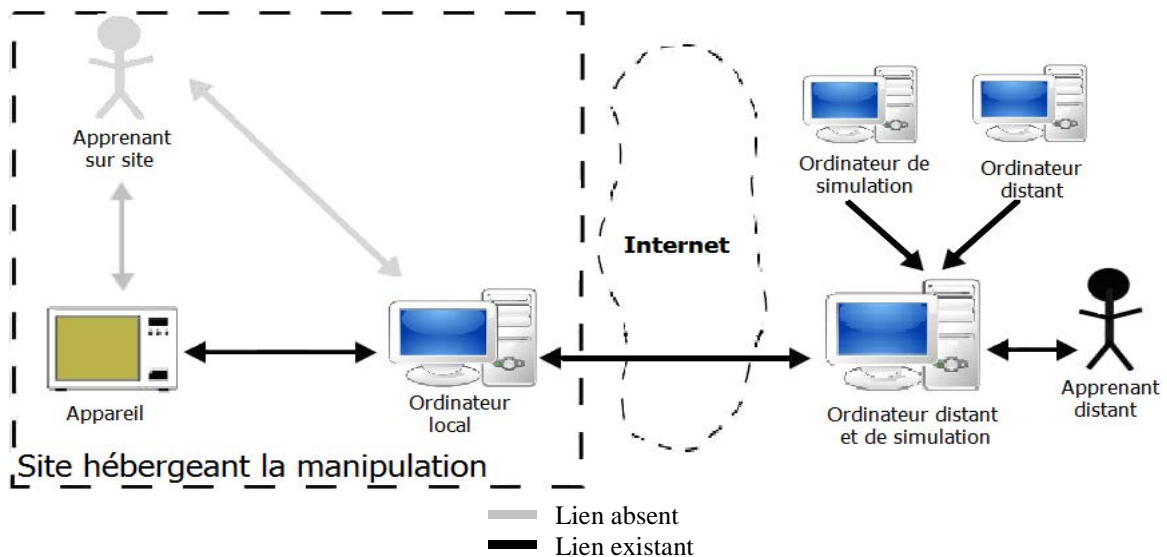 Apprenant
sur site
Ordinateur de
simulation
Ordinateur
distant
Internet
Appareil
Ordinateur
local
Ordinateur distant
et de simulation
Apprenant
distant
Site hébergeant la manipulation
Lien absent
Lien existant